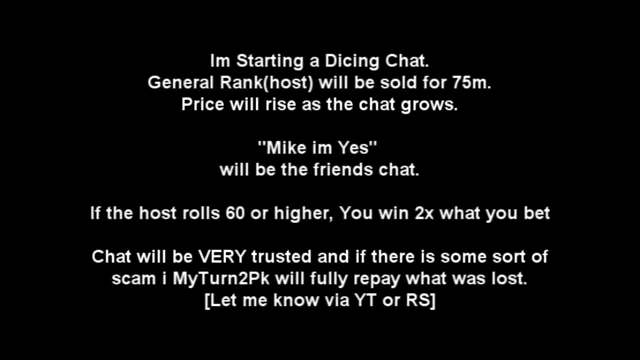 Im Starting a Dicing Chat.
General Rank(host) will be sold for 75m.
Price will rise as the chat grows.
"Mike im Yes"
will be the friends chat.
If the host rolls 60 or higher, You win 2x what you bet
Chat will be VERY trusted and if there is some sort of
scam i MyTurn2Pk will fully repay what was lost.
[Let me know via YT or RS]